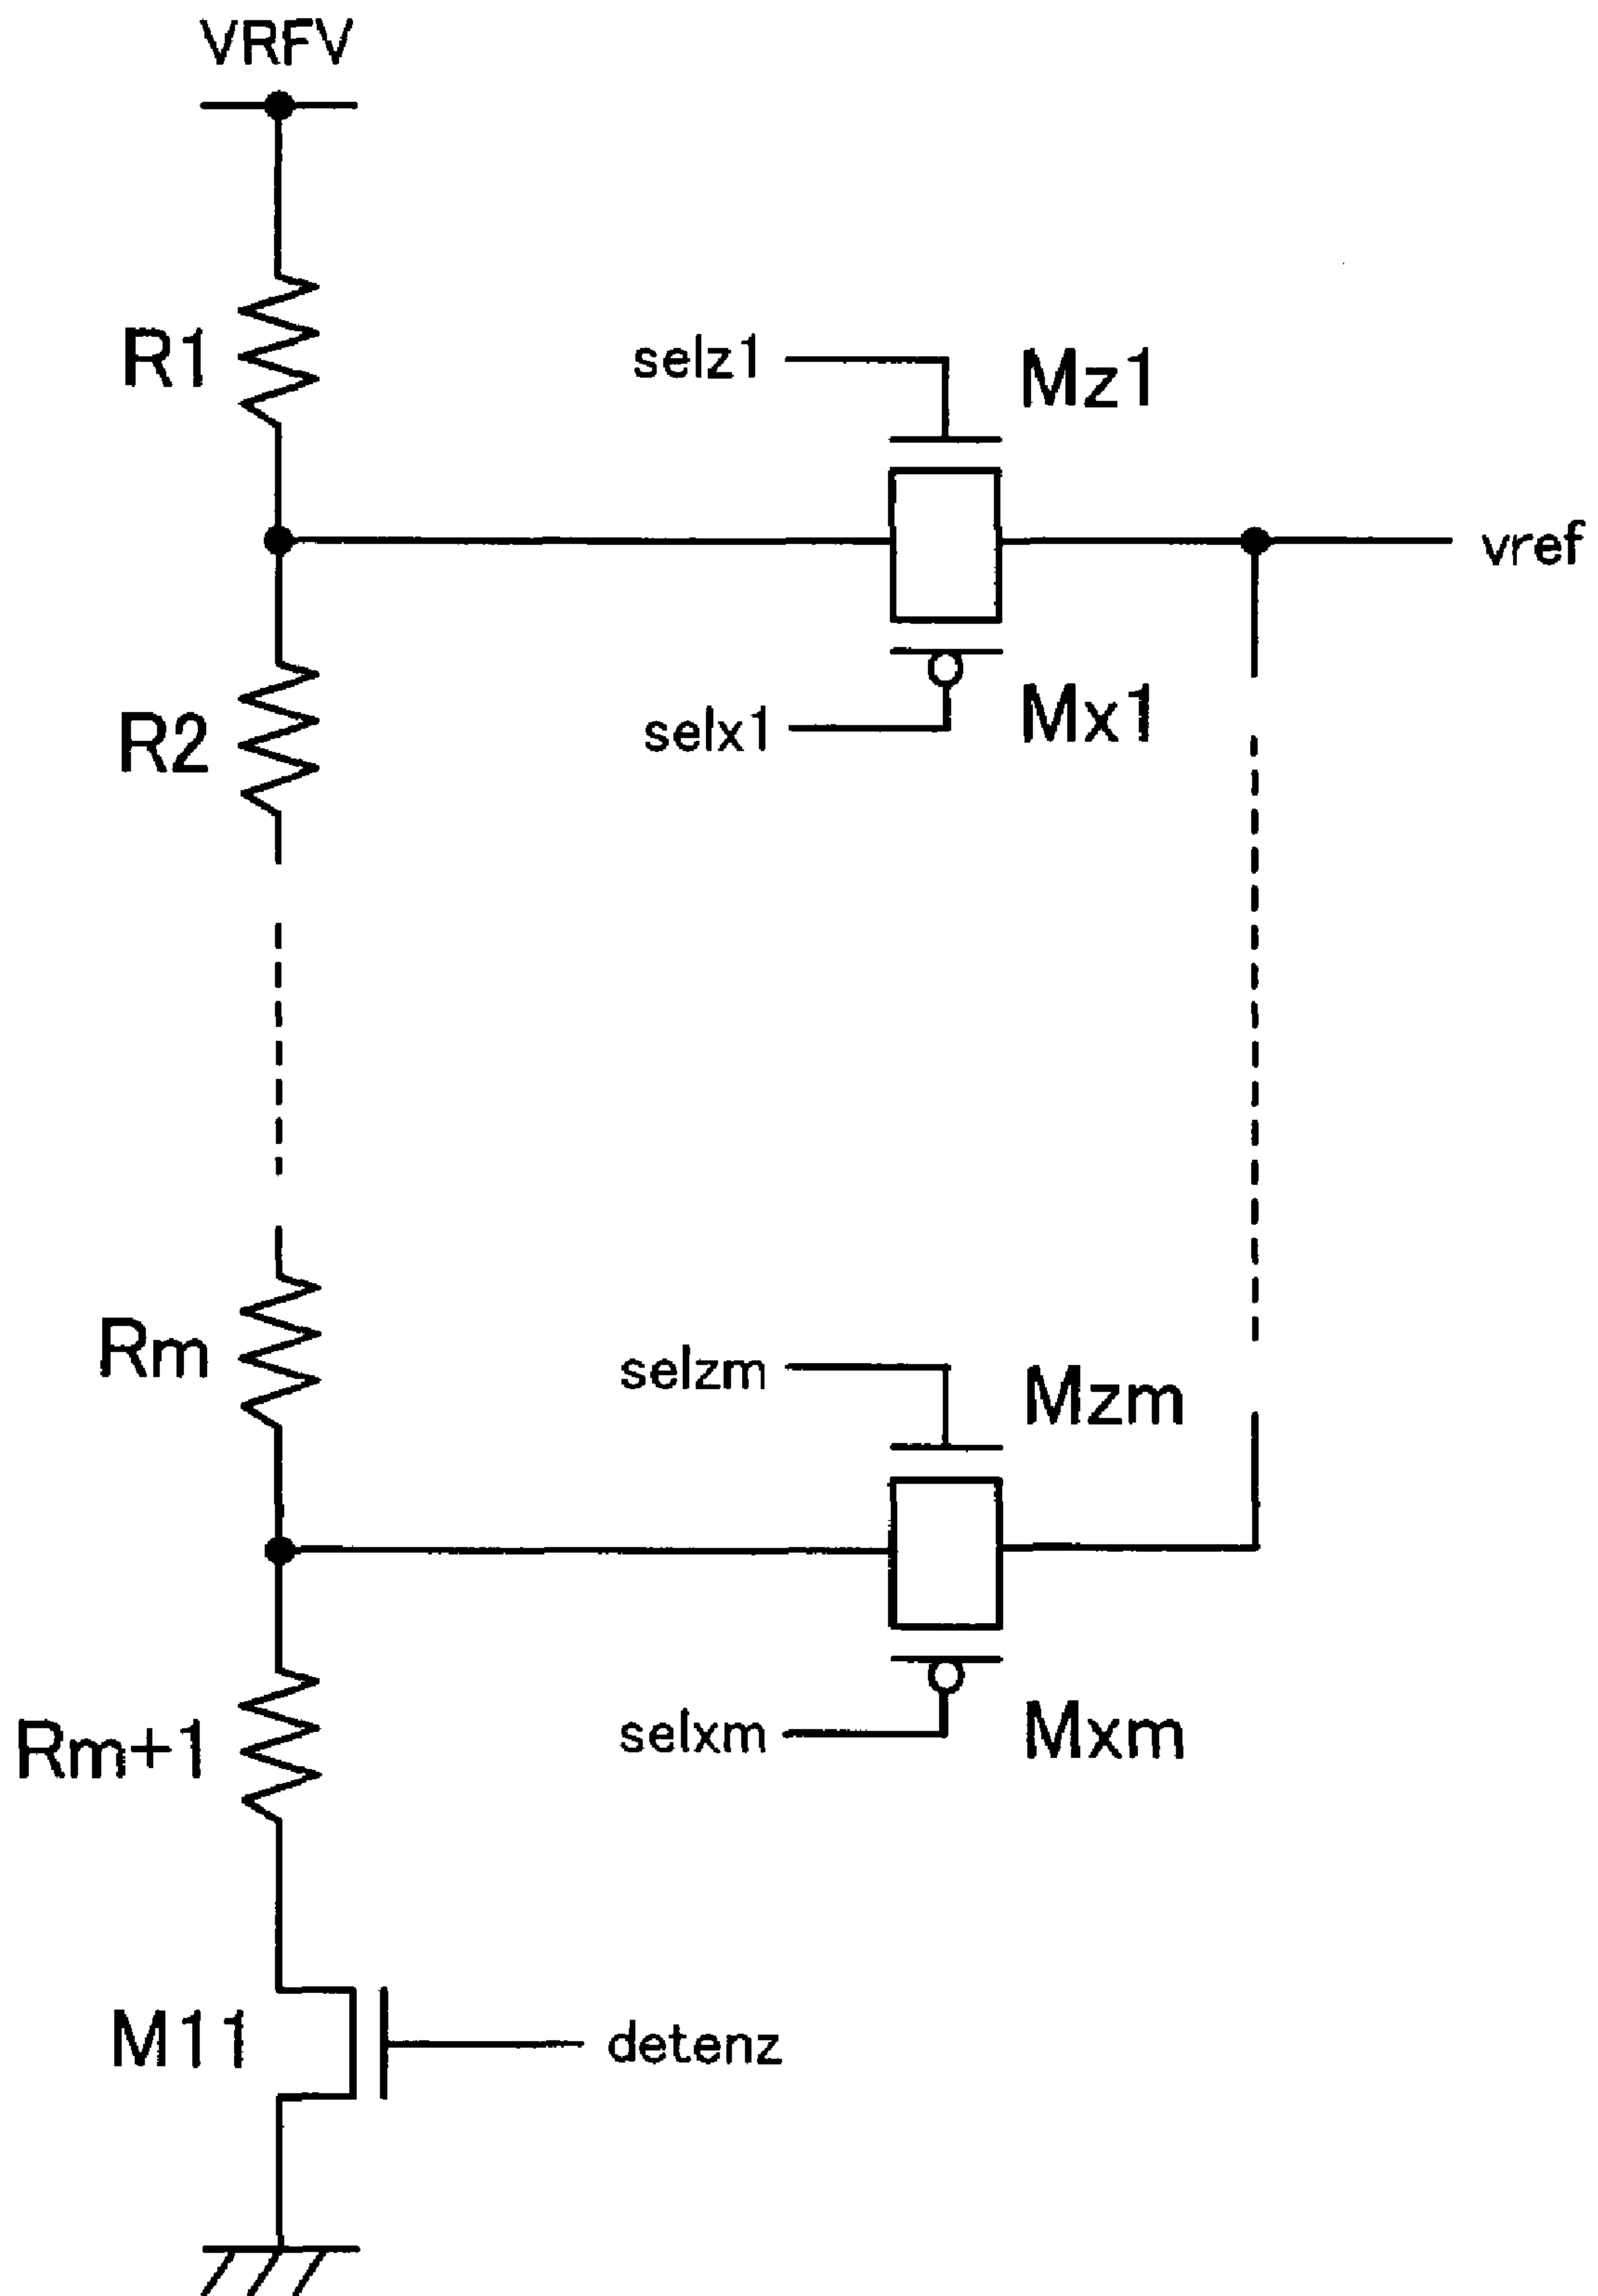 VRFV
R1
selz1
Mz1
vref
R2
selx1
Mx1
Rm
selzm
Mzm
Rm+1
selxm
Mxm
M11
detenz